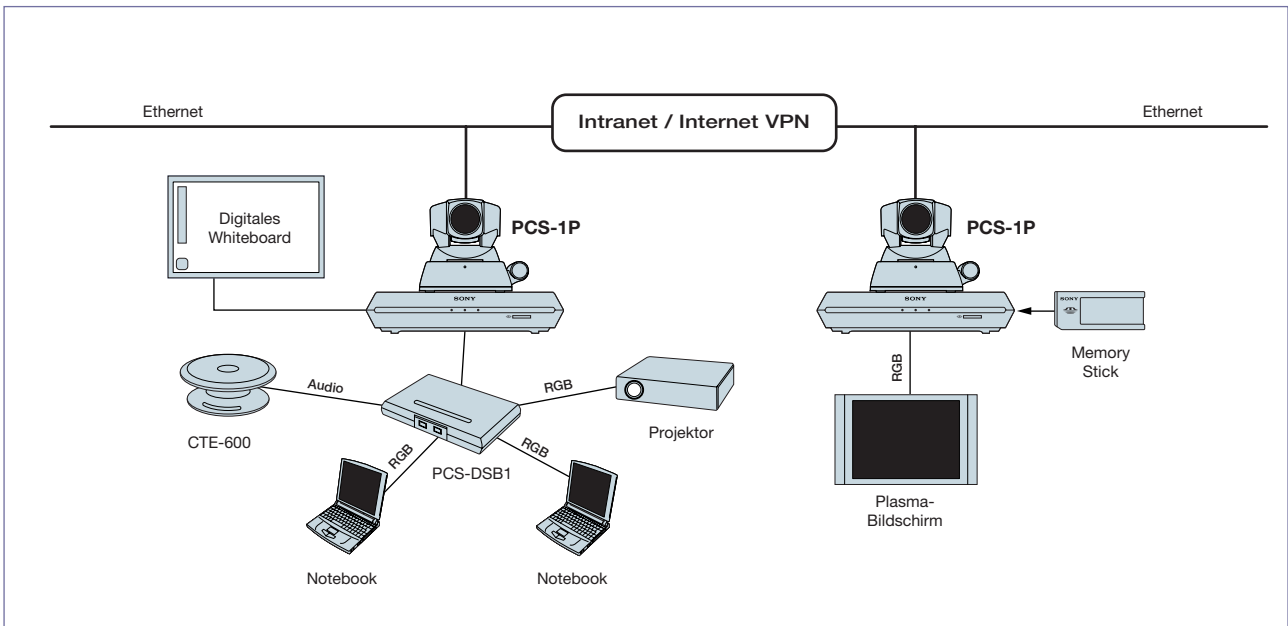 Ethernet
Intranet / Internet VPN
Ethernet
Digitales
Whiteboard
PCS-1P
PCS-1P
SONY
SONY
SONY
Memory
Stick
Audio
RGB
RGB
CTE-600
RGB
PCS-DSB1
RGB
Projektor
Plasma-
Bildschirm
Notebook
Notebook